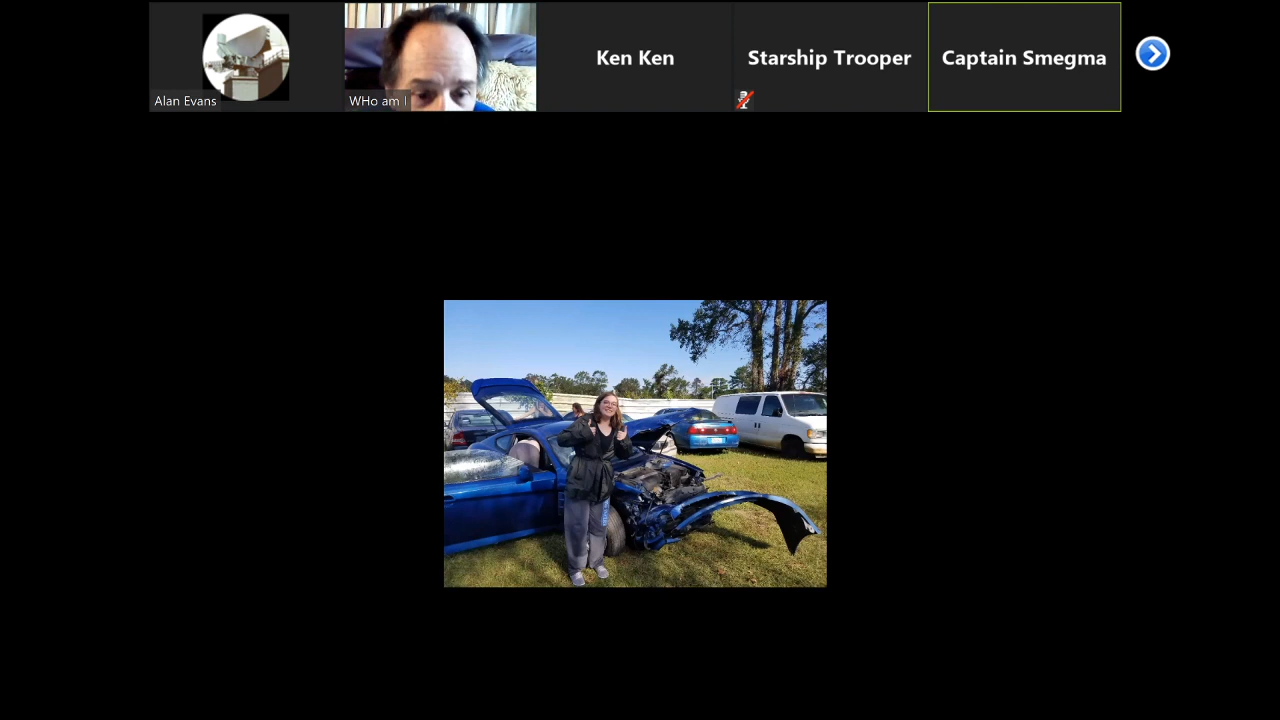 Alan Evans
WHo am I
Ken Ken
Starship Trooper
Captain Smegma